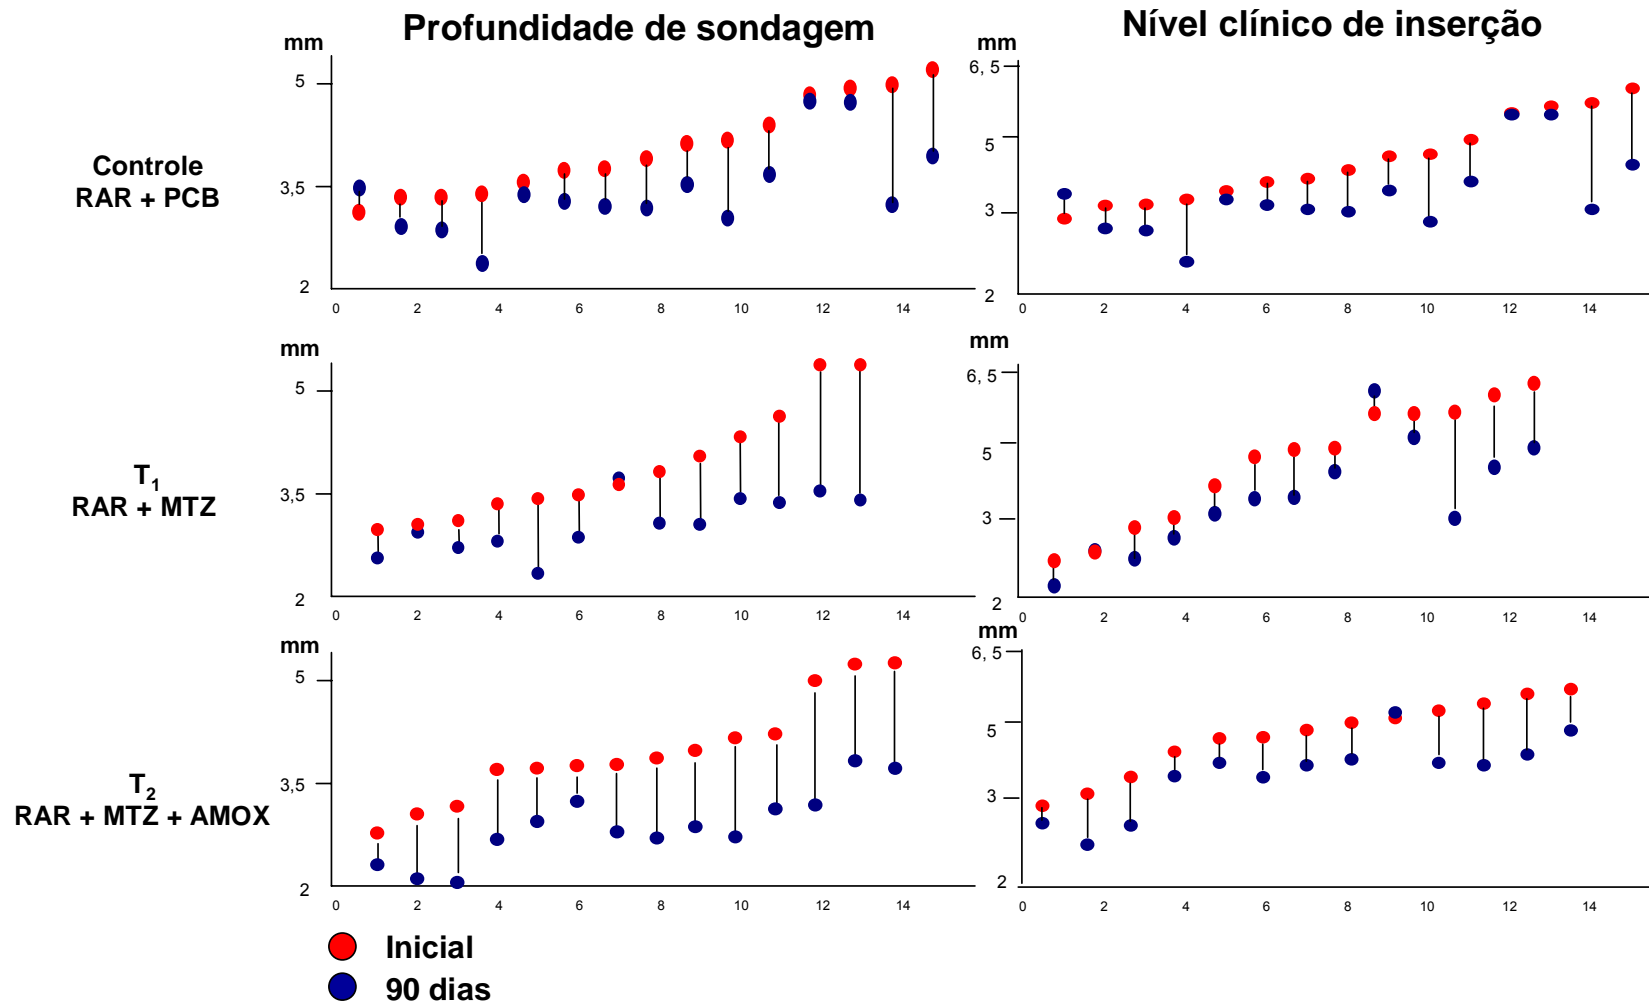 Profundidade de sondagem
Nível clínico de inserção
Controle
RAR + PCB
mm
5
3,5
2
0 2 4 6 8 10 12 14
mm
6, 5
5
3
2
0 2 4 6 8 10 12 14
T1
RAR + MTZ
mm
5
3,5
2
0 2 4 6 8 10 12 14
mm
6, 5
5
3
2
0 2 4 6 8 10 12 14
T2
RAR + MTZ + AMOX
mm
5
3,5
2
0 2 4 6 8 10 12 14
mm
6, 5
5
3
2
0 2 4 6 8 10 12 14
Inicial
90 dias